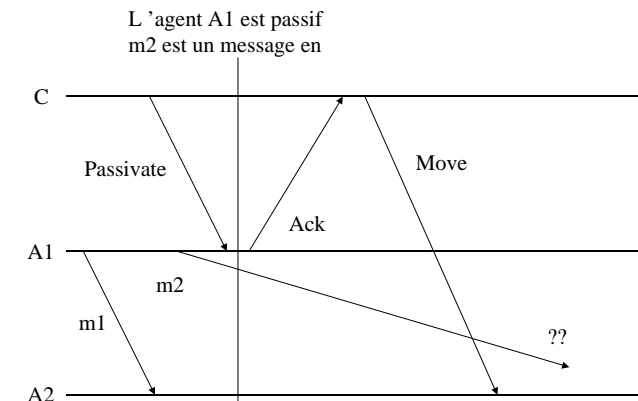 L ’agent A1 est passif
m2 est un message en
C
Passivate
Move
Ack
A1
m2
m1
??
A2